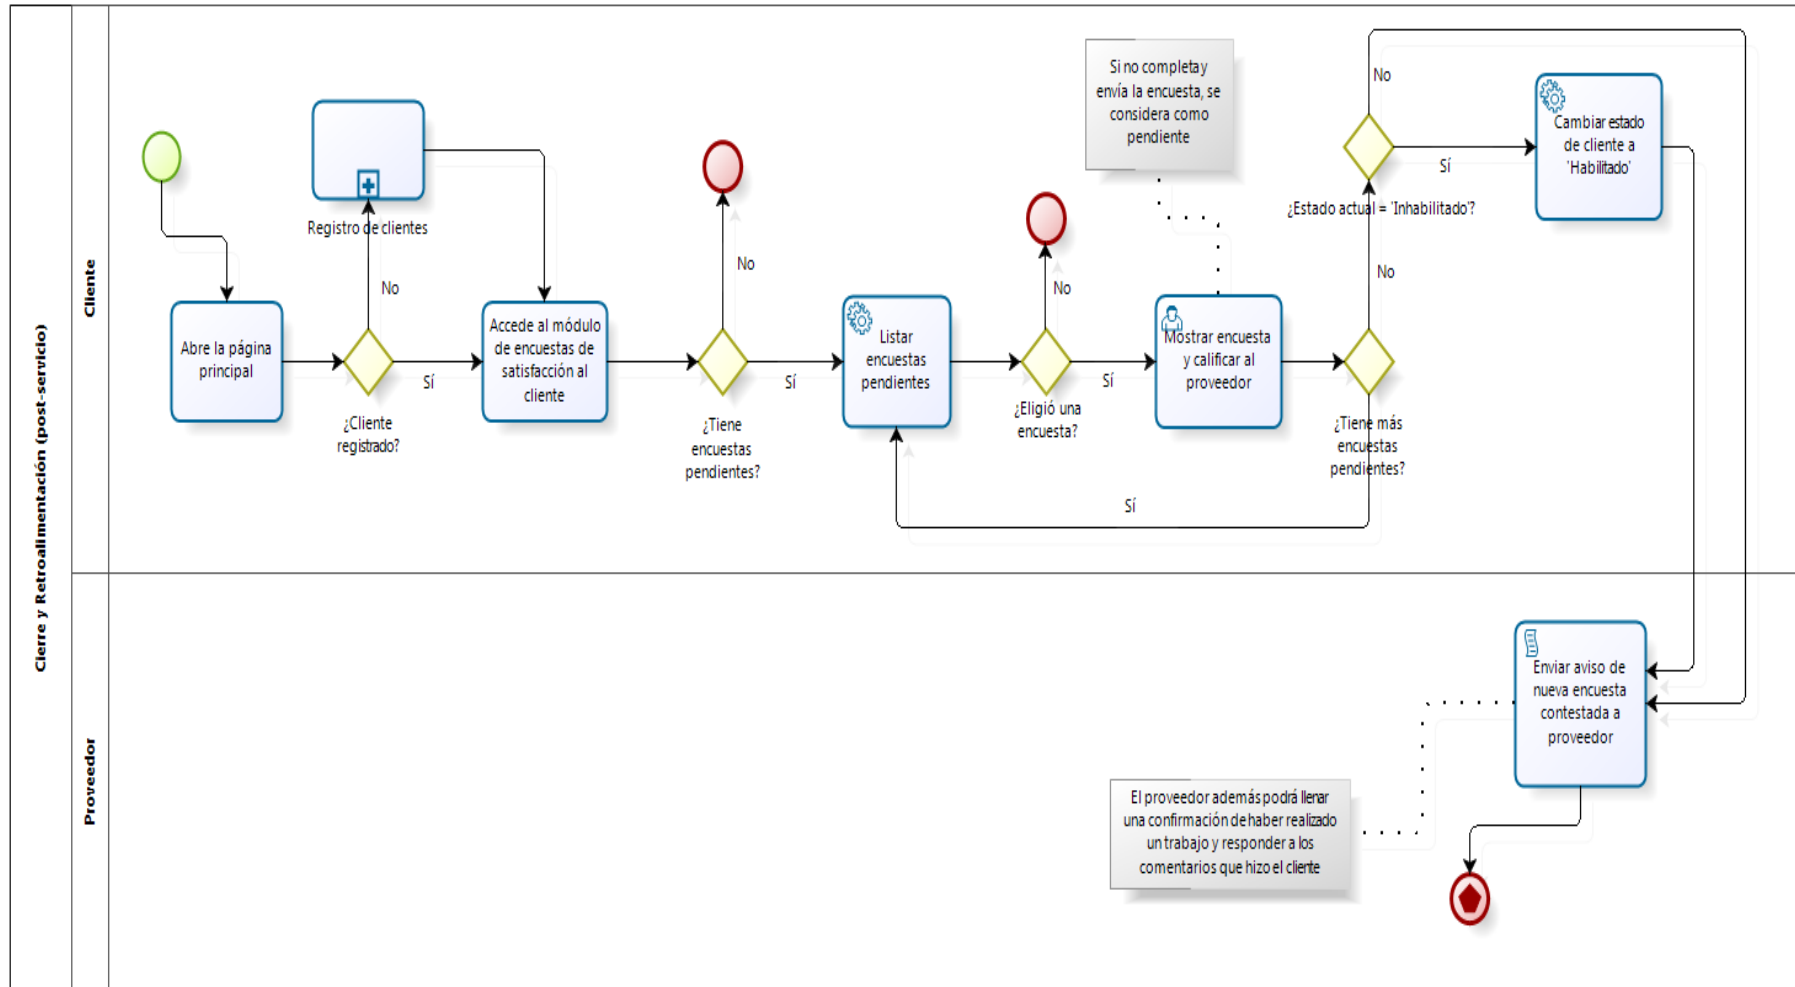 Cierre y Retroalimentación (post-servicio)
Cliente
Abre la página
principal
Registro de clientes
No
¿Cliente
registrado?
Sí
Accede al módulo
de encuestas de
satisfacción al
cliente
No
¿Tiene
encuestas
pendientes?
Sí
Listar
encuestas
pendientes
No
¿Eligió una
encuesta?
Sí
Si no completa y
envía la encuesta, se
considera como
pendiente
Mostrar encuesta
y calificar al
proveedor
¿Tiene más
encuestas
pendientes?
Sí
No
¿Estado actual = 'Inhabilitado'?
No
Sí
Cambiar estado
de cliente a
'Habilitado'
Proveedor
Enviar aviso de
nueva encuesta
contestada a
proveedor
El proveedor además podrá llenar
una confirmación de haber realizado
un trabajo y responder a los
comentarios que hizo el cliente